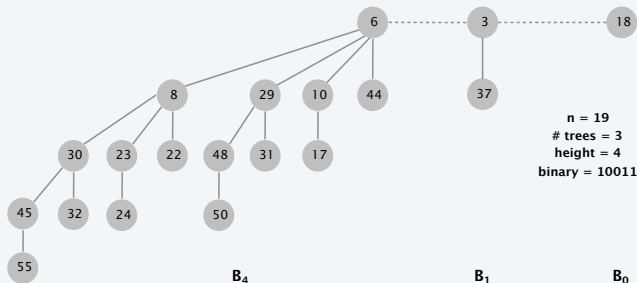 6 3 18
8 29 10 44 37
n = 19
# trees = 3
height = 4
binary = 10011
30 23 22 48 31 17
45 32 24 50
55
B₄ B₁ B₀